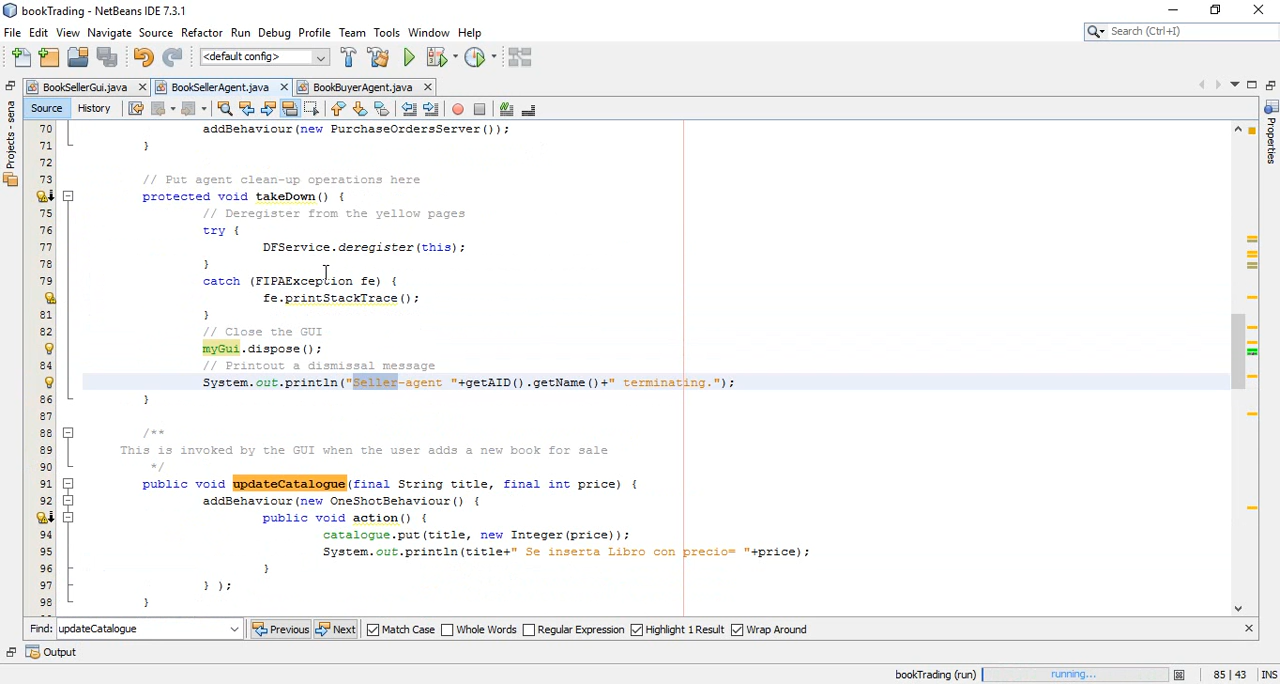 bookTrading - NetBeans IDE 7.3.1
File Edit View Navigate Source Refactor Run Debug Profile Team Tools Window Help
Search (Ctrl+I)
<default config>
BookSellerGui.java BookSellerAgent.java BookBuyerAgent.java
Source History
Projects - sena
Properties
70 addBehaviour(new PurchaseOrdersServer());
71 }
72
73 // Put agent clean-up operations here
protected void takeDown() {
75 // Deregister from the yellow pages
76 try {
77 DFService.deregister(this);
78 }
79 catch (FIPAException fe) {
fe.printStackTrace();
81 }
82 // Close the GUI
myGui.dispose();
84 // Printout a dismissal message
System.out.println("Seller-agent "+getAID().getName()+" terminating.");
86 }
87
88 /**
89 This is invoked by the GUI when the user adds a new book for sale
90 */
91 public void updateCatalogue(final String title, final int price) {
92 addBehaviour(new OneShotBehaviour() {
public void action() {
94 catalogue.put(title, new Integer(price));
95 System.out.println(title+" Se inserta Libro con precio= "+price);
96 }
97 } );
98 }
Find: updateCatalogue Previous Next Match Case Whole Words Regular Expression Highlight 1 Result Wrap Around
Output
bookTrading (run) running... 85 | 43 INS